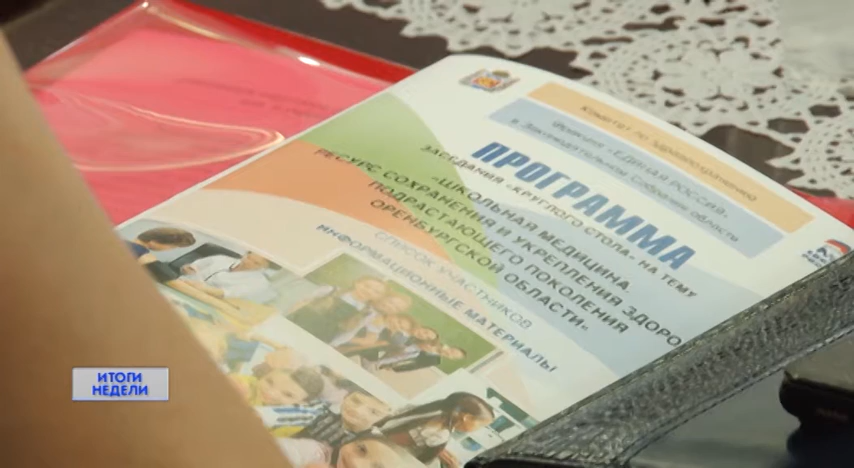 Комитет по здравоохранению
Фракция «ЕДИНАЯ РОССИЯ»
в Законодательном Собрании область
ПРОГРАММА
ЗАСЕДАНИЯ «КРУГЛОГО СТОЛА» НА ТЕМУ
«ШКОЛЬНАЯ МЕДИЦИНА
РЕСУРС СОХРАНЕНИЯ И УКРЕПЛЕНИЯ ЗДОРО
ПОДРАСТАЮЩЕГО ПОКОЛЕНИЯ
ОРЕНБУРГСКОЙ ОБЛАСТИ»
СПИСОК УЧАСТНИКОВ
ИНФОРМАЦИОННЫЕ МАТЕРИАЛЫ
ИТОГИ
НЕДЕЛИ